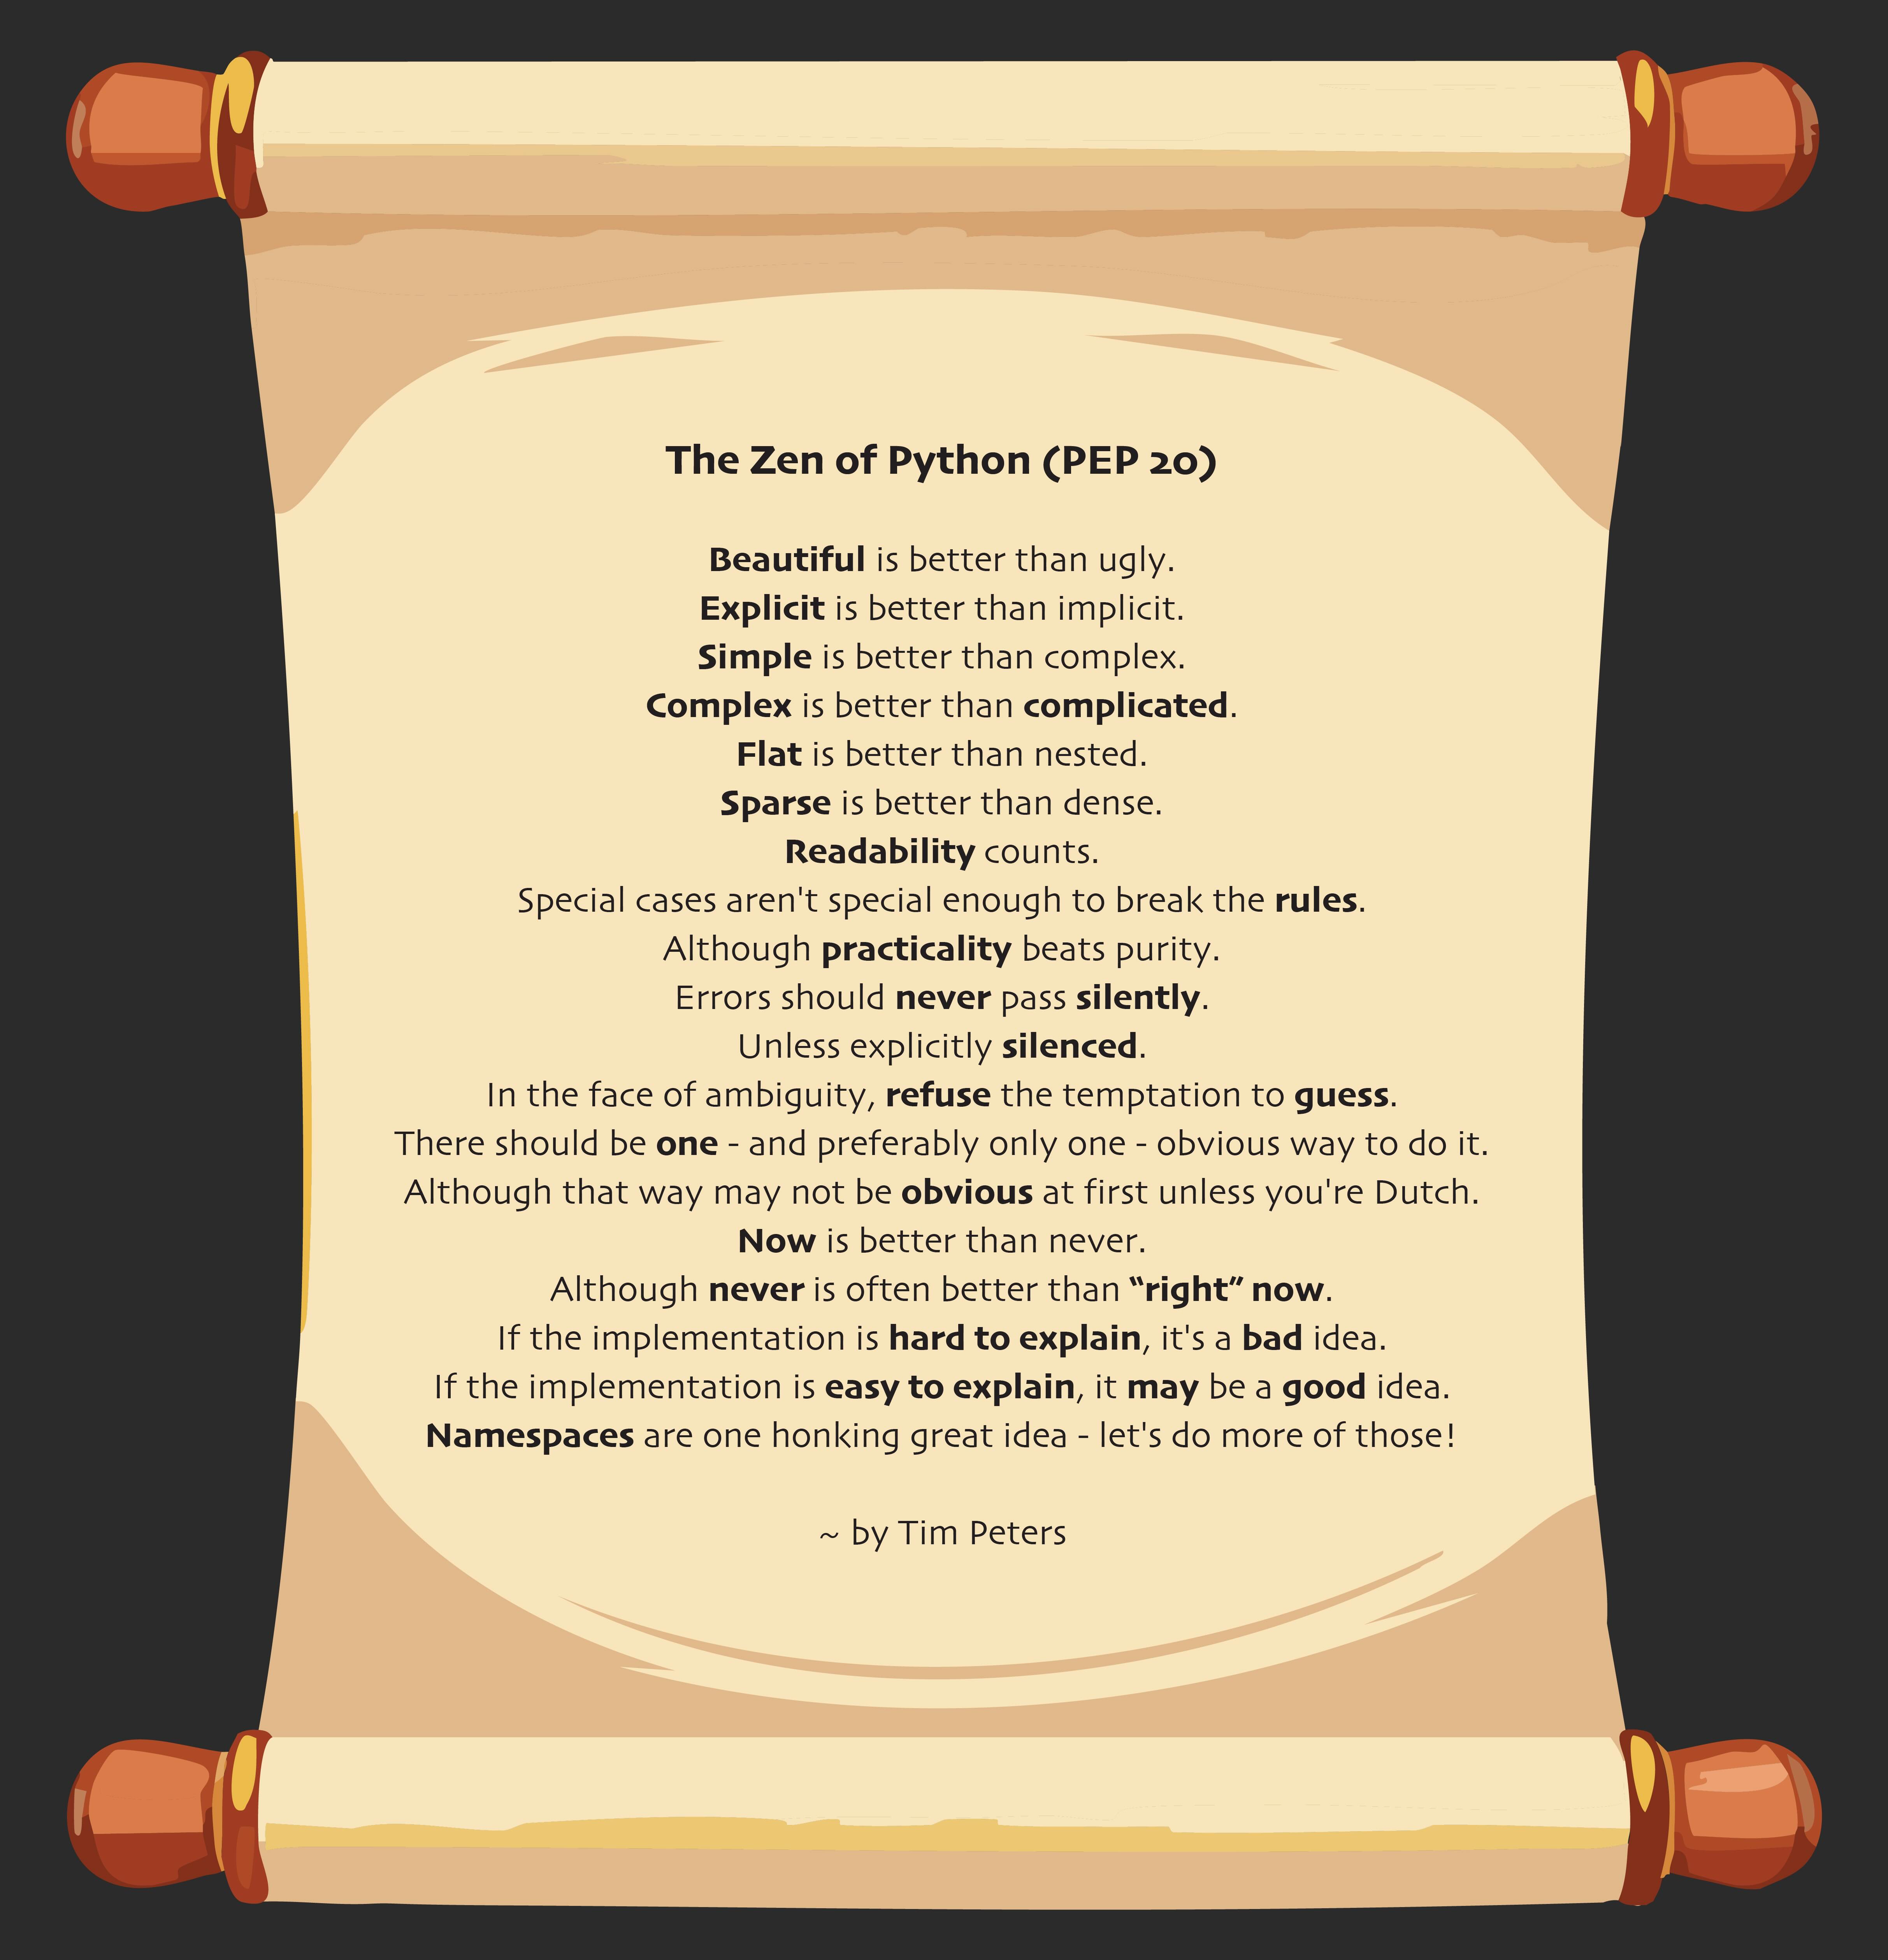 The Zen of Python (PEP 20)
Beautiful is better than ugly.
Explicit is better than implicit.
Simple is better than complex.
Complex is better than complicated.
Flat is better than nested.
Sparse is better than dense.
Readability counts.
Special cases aren't special enough to break the rules.
Although practicality beats purity.
Errors should never pass silently.
Unless explicitly silenced.
In the face of ambiguity, refuse the temptation to guess.
There should be one - and preferably only one - obvious way to do it.
Although that way may not be obvious at first unless you're Dutch.
Now is better than never.
Although never is often better than “right” now.
If the implementation is hard to explain, it's a bad idea.
If the implementation is easy to explain, it may be a good idea.
Namespaces are one honking great idea - let's do more of those!
~ by Tim Peters